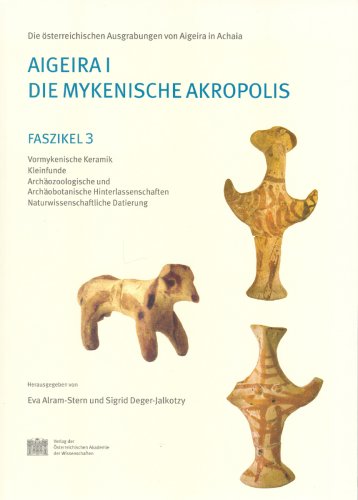 Die österreichischen Ausgrabungen von Aigeira in Achaia
AIGEIRA I
DIE MYKENISCHE AKROPOLIS
FASZIKEL 3
Vormykenische Keramik
Kleinfunde
Archäozoologische und
Archäobotanische Hinterlassenschaften
Naturwissenschaftliche Datierung
Herausgegeben von
Eva Alram-Stern und Sigrid Deger-Jalkotzy
Verlag der
Österreichischen Akademie
der Wissenschaften